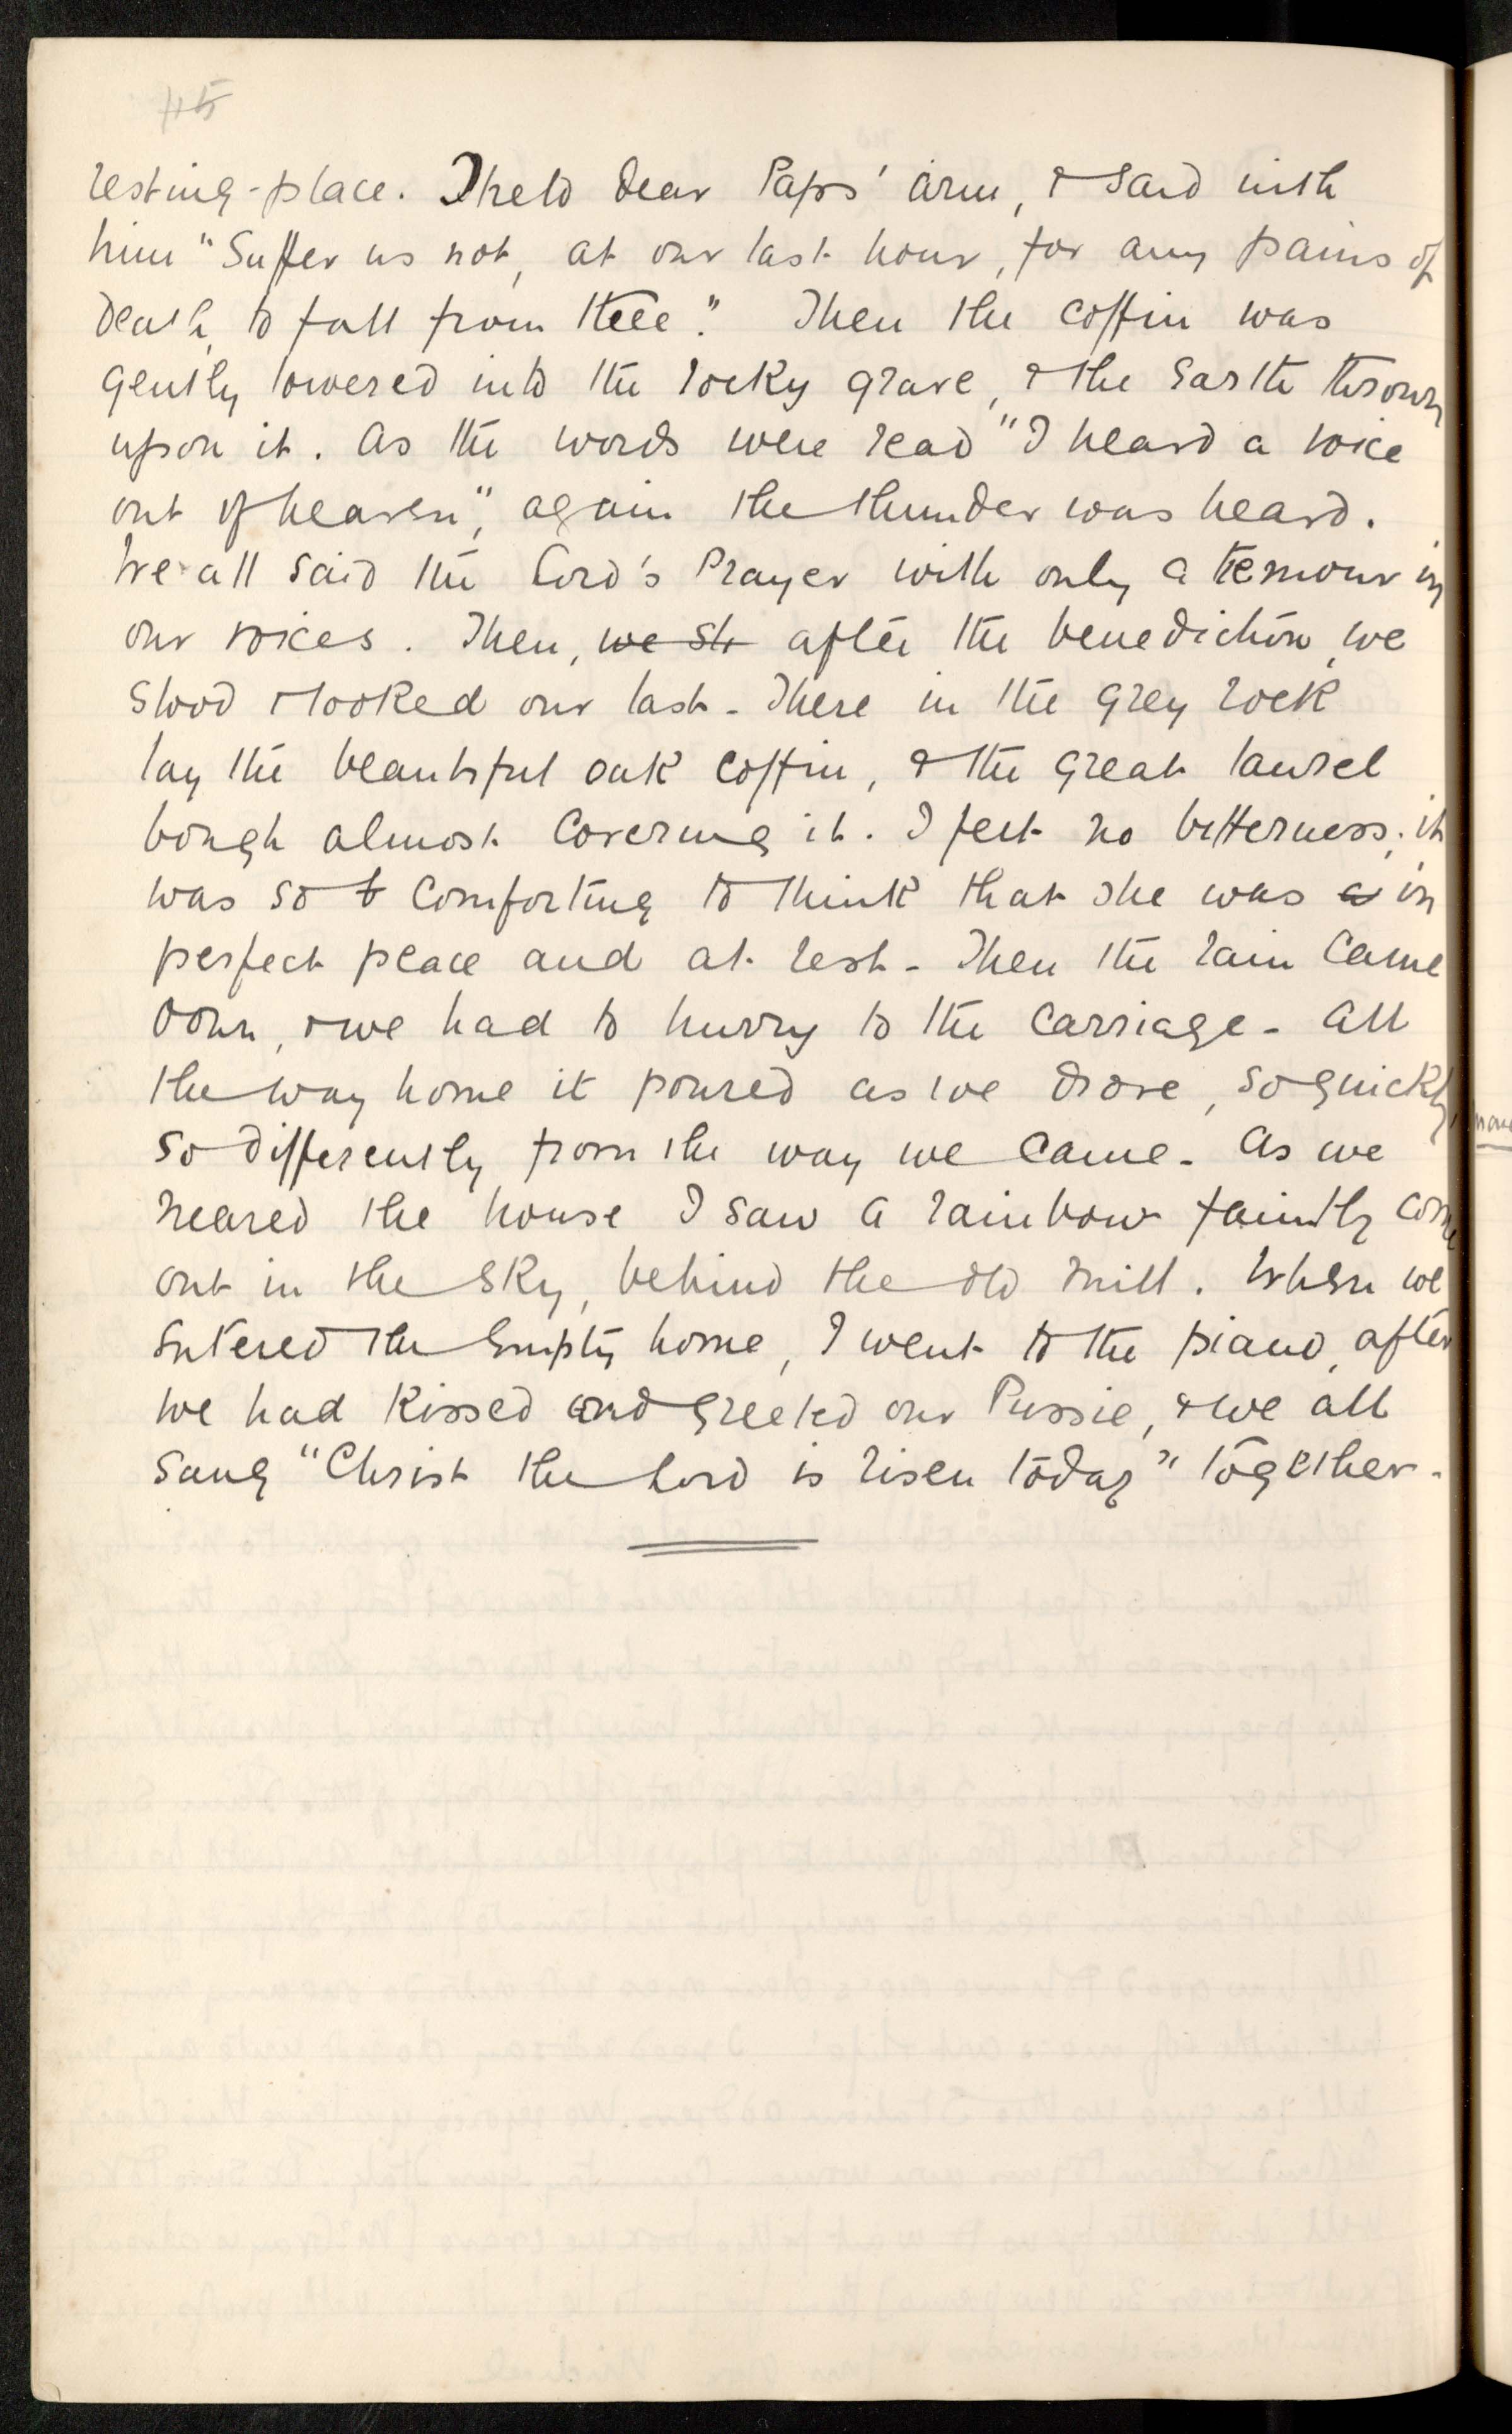 45
resting-place. I held dear Paps' arm, & said with
him "Suffer us not, at our last hour, for any pains of
death, to fall from thee." Then the coffin was
gently lowered into the rocky grave, & the earth thrown
upon it. As the words were read "I heard a voice
out of heaven", again the thunder was heard.
We all said the Lord's Prayer with only a tremour in
our voices. Then, we st after the benediction, we
stood & looked our last. There in the grey rock
lay the beautiful oak coffin, & the great laurel
bough almost covering it. I felt no bitterness; it
was so t comforting to think that she was a in
perfect peace and at rest. Then the rain came
down, & we had to hurry to the carriage. All
the way home it poured as we drove, so quickly,
so differently from the way we came. As we
neared the house I saw a rainbow faintly come
out in the sky, behind the old mill. When we
entered the empty home, I went to the piano, after
we had kissed and greeted our Pussie, & we all
sang "Christ the Lord is risen today" together.